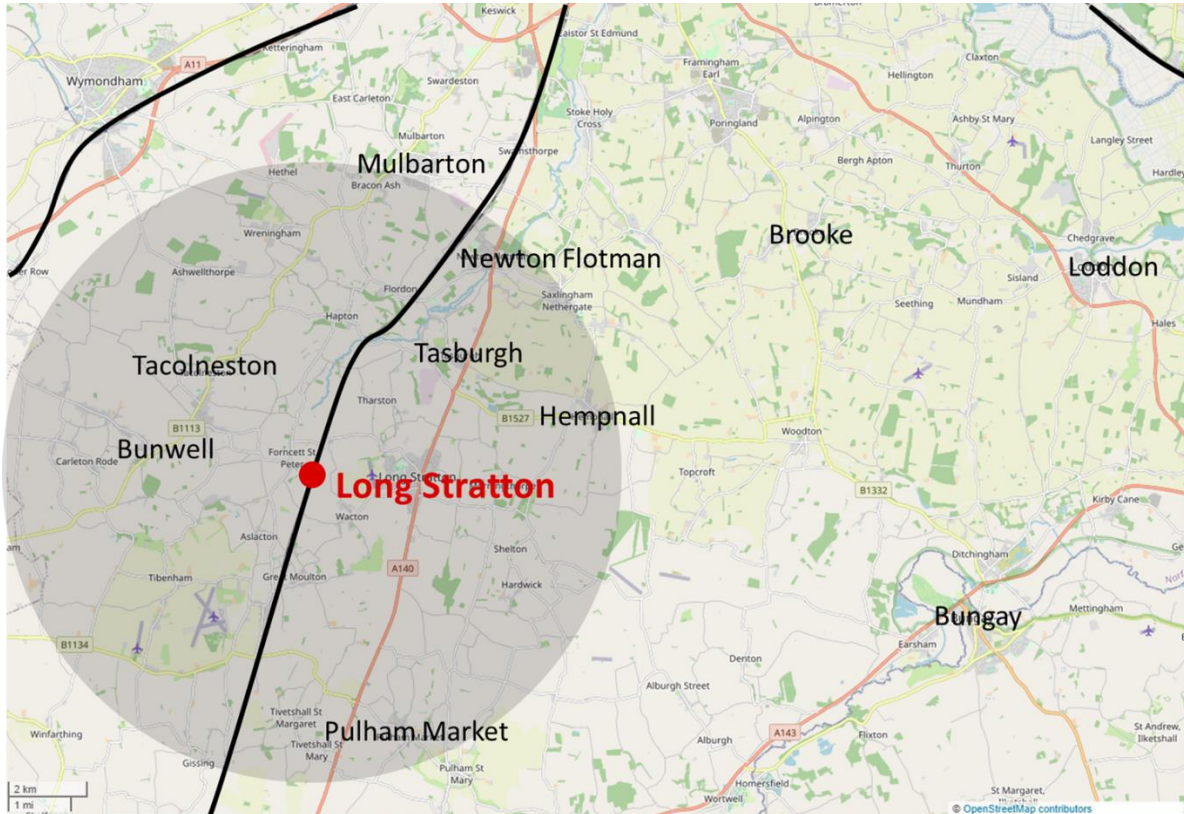 Keswick
Caistor St Edmund
Ketteringham
A11
Wymondham
Swardeston
Framingham
Earl
Hellington
Claxton
East Carleton
Stoke Holy
Cross
Poringland
Alpington
Ashby St Mary
Langley Street
Mulbarton
Swainsthorpe
Mulbarton
Bergh Apton
Thurton
Hardley
Hethel
Bracon Ash
Wreningham
Brooke
Chedgrave
Newton Flotman
Loddon
Ashwellthorpe
Sisland
Flordon
Saxlingham
Nethergate
Seething
Mundham
Hapton
Hales
Tasburgh
Tacolneston
Tharston
B1527
Hempnall
B1113
Woodton
Bunwell
Carleton Rode
Forncett St
Peter
Topcroft
Long Stratton
Long Stratton
B1332
Kirby Cane
Wacton
Aslacton
Shelton
Ditchingham
Great Moulton
A140
Tibenham
Hardwick
Bungay
Mettingham
B1134
Earsham
Denton
Alburgh Street
Tivetshall St
Margaret
Pulham Market
Winfarthing
Tivetshall St
Mary
Alburgh
A143
Flixton
St Andrew,
Ilketshall
Gissing
Pulham St
Mary
Homersfield
2 km
1 mi
Wortwell
St Margaret,
Ilketshall
© OpenStreetMap contributors